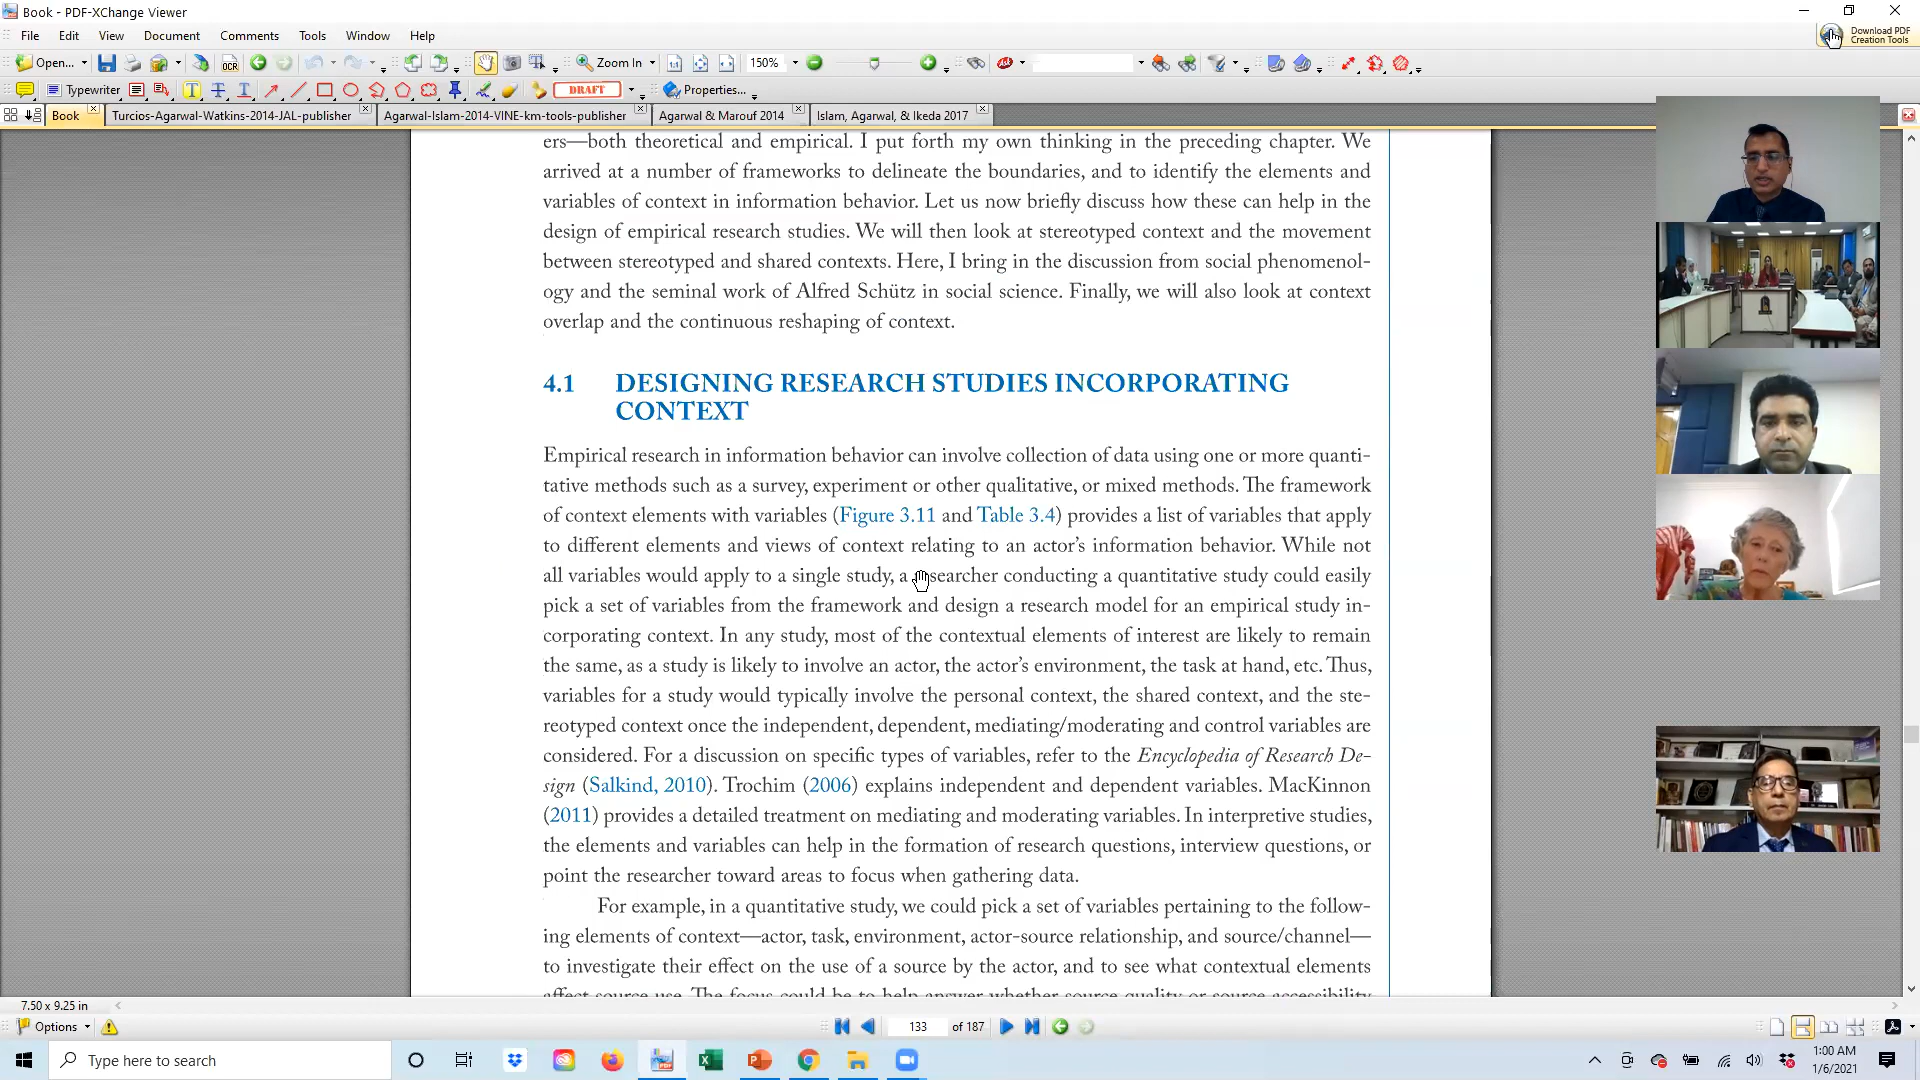 Book - PDF-XChange Viewer
File Edit View Document Comments Tools Window Help
Download PDF
Creation Tools
Open... OCR Zoom In 150%
Typewriter DRAFT Properties...
Book Turcios-Agarwal-Watkins-2014-JAL-publisher Agarwal-Islam-2014-VINE-km-tools-publisher Agarwal & Marouf 2014 Islam, Agarwal, & Ikeda 2017
ers—both theoretical and empirical. I put forth my own thinking in the preceding chapter. We
arrived at a number of frameworks to delineate the boundaries, and to identify the elements and
variables of context in information behavior. Let us now briefly discuss how these can help in the
design of empirical research studies. We will then look at stereotyped context and the movement
between stereotyped and shared contexts. Here, I bring in the discussion from social phenomenol-
ogy and the seminal work of Alfred Schütz in social science. Finally, we will also look at context
overlap and the continuous reshaping of context.
4.1 DESIGNING RESEARCH STUDIES INCORPORATING
CONTEXT
Empirical research in information behavior can involve collection of data using one or more quanti-
tative methods such as a survey, experiment or other qualitative, or mixed methods. The framework
of context elements with variables (Figure 3.11 and Table 3.4) provides a list of variables that apply
to different elements and views of context relating to an actor's information behavior. While not
all variables would apply to a single study, a researcher conducting a quantitative study could easily
pick a set of variables from the framework and design a research model for an empirical study in-
corporating context. In any study, most of the contextual elements of interest are likely to remain
the same, as a study is likely to involve an actor, the actor's environment, the task at hand, etc. Thus,
variables for a study would typically involve the personal context, the shared context, and the ste-
reotyped context once the independent, dependent, mediating/moderating and control variables are
considered. For a discussion on specific types of variables, refer to the Encyclopedia of Research De-
sign (Salkind, 2010). Trochim (2006) explains independent and dependent variables. MacKinnon
(2011) provides a detailed treatment on mediating and moderating variables. In interpretive studies,
the elements and variables can help in the formation of research questions, interview questions, or
point the researcher toward areas to focus when gathering data.
For example, in a quantitative study, we could pick a set of variables pertaining to the follow-
ing elements of context—actor, task, environment, actor-source relationship, and source/channel—
to investigate their effect on the use of a source by the actor, and to see what contextual elements
affect source use. The focus could be to help answer whether source quality or source accessibility
7.50 x 9.25 in
Options 133 of 187
Type here to search
1:00 AM
1/6/2021